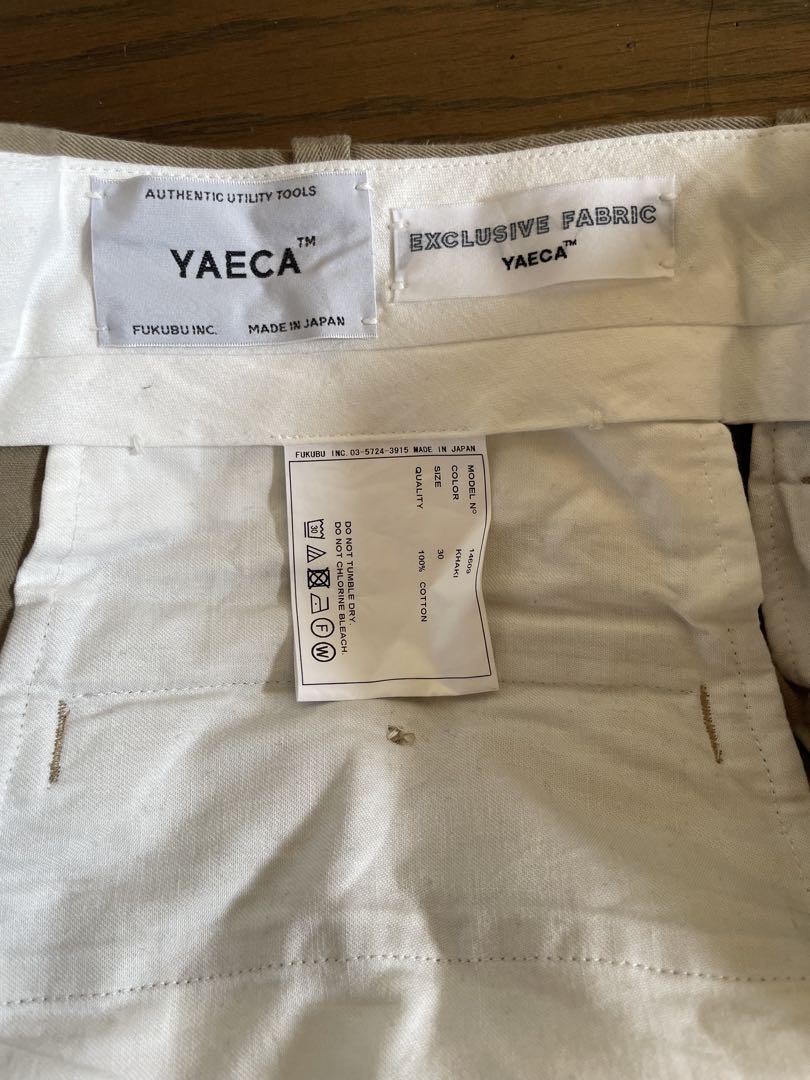 AUTHENTIC UTILITY TOOLS
YAECA™
FUKUBU INC. MADE IN JAPAN
EXCLUSIVE FABRIC
YAECA™
FUKUBU INC. 03-5724-3915 MADE IN JAPAN
MODEL Nº 14609
COLOR KHAKI
SIZE 30
QUALITY 100% COTTON
DO NOT TUMBLE DRY.
DO NOT CHLORINE BLEACH.
30
F
W